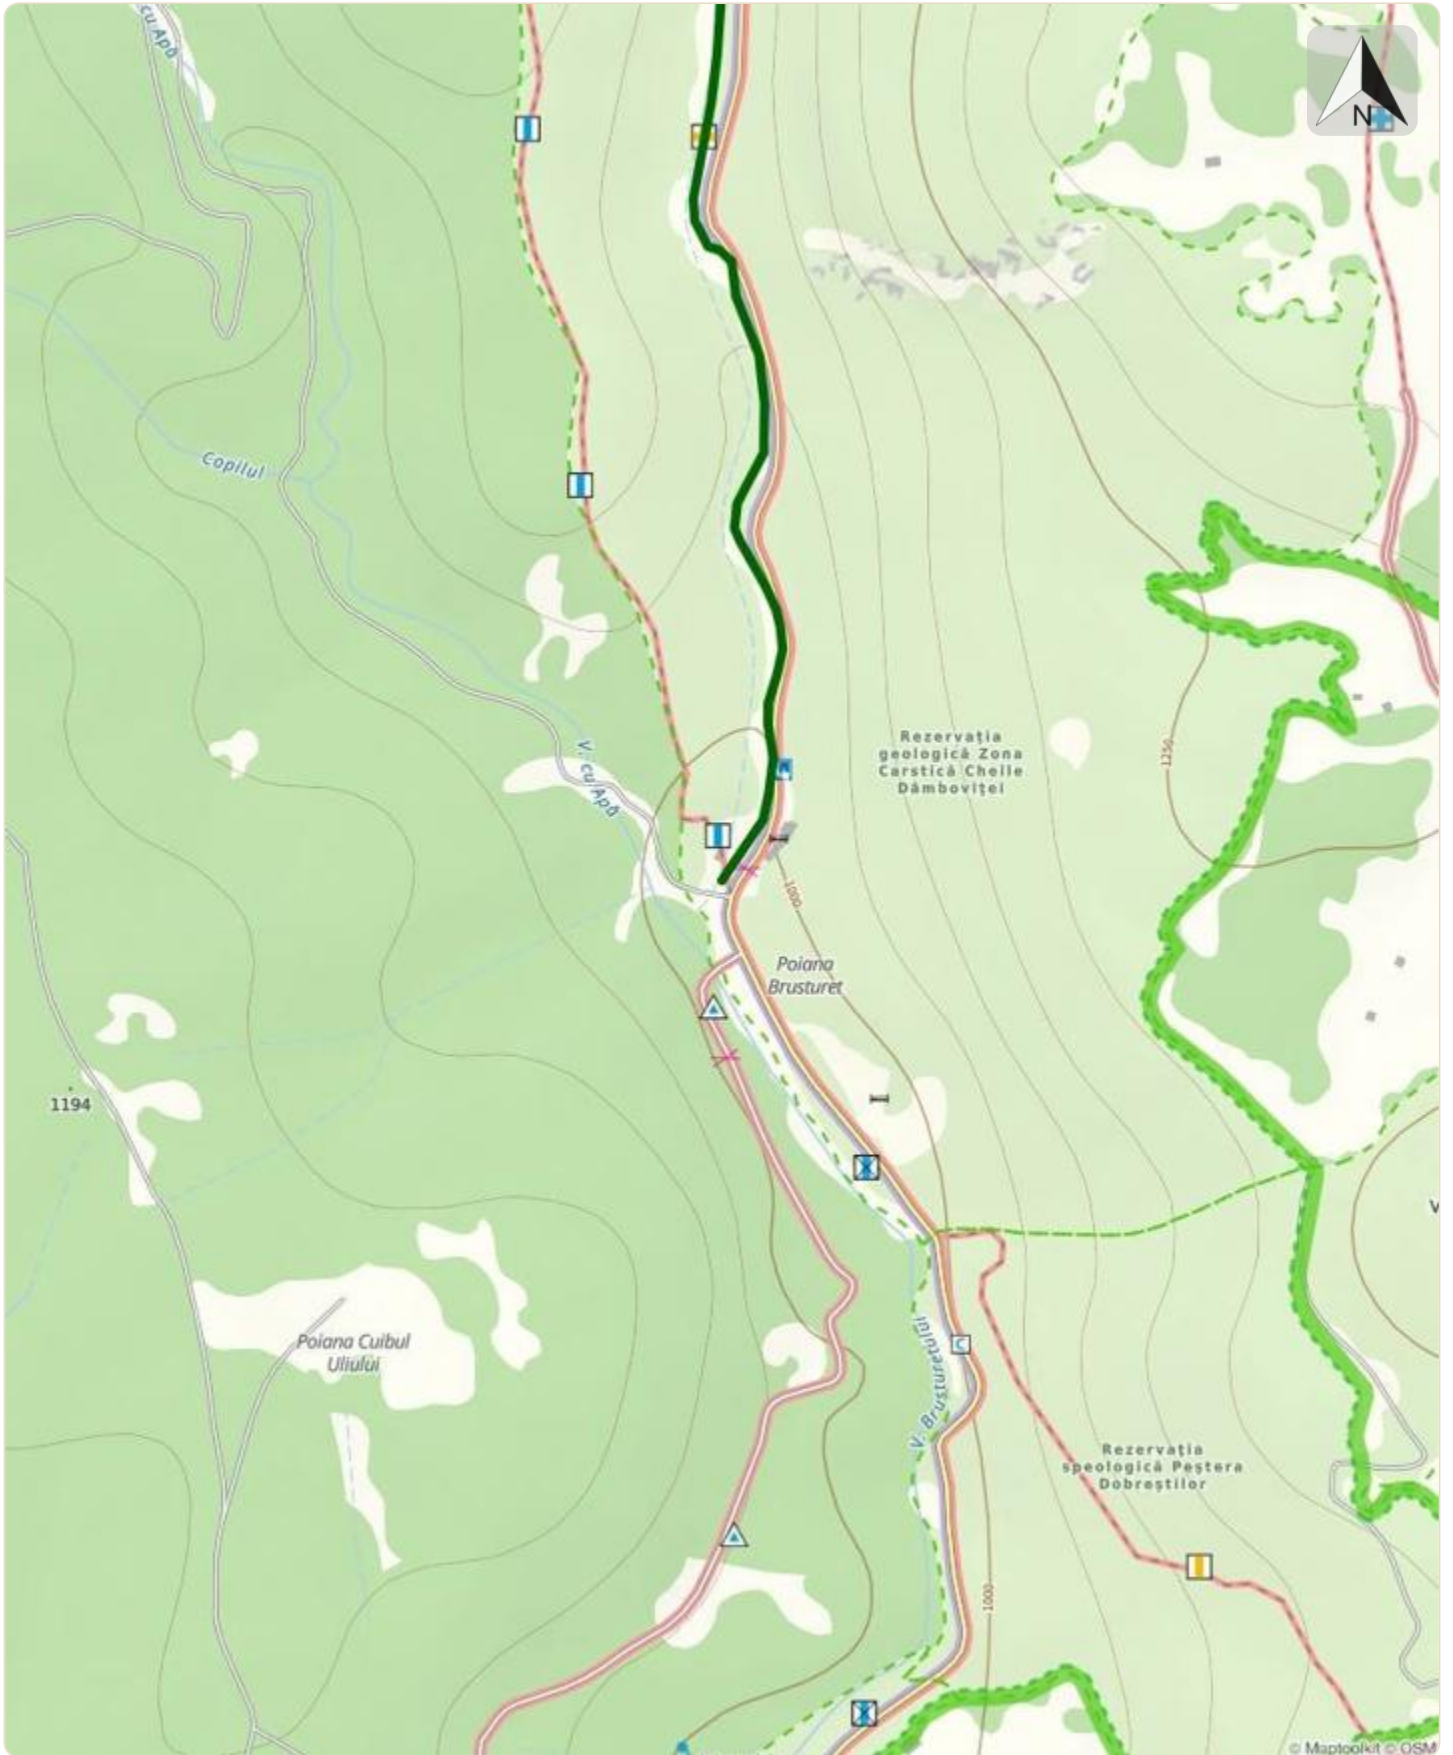 cu Apă
N
Copilul
V. cu Apă
Rezervația
geologică Zona
Carstică Cheile
Dâmboviței
1250
1000
Poiana
Brusturet
1194
V
Poiana Cuibul
Uliului
C
V. Brusturetului
Rezervația
speologică Peștera
Dobreștilor
1000
© Maptoolkit © OSM